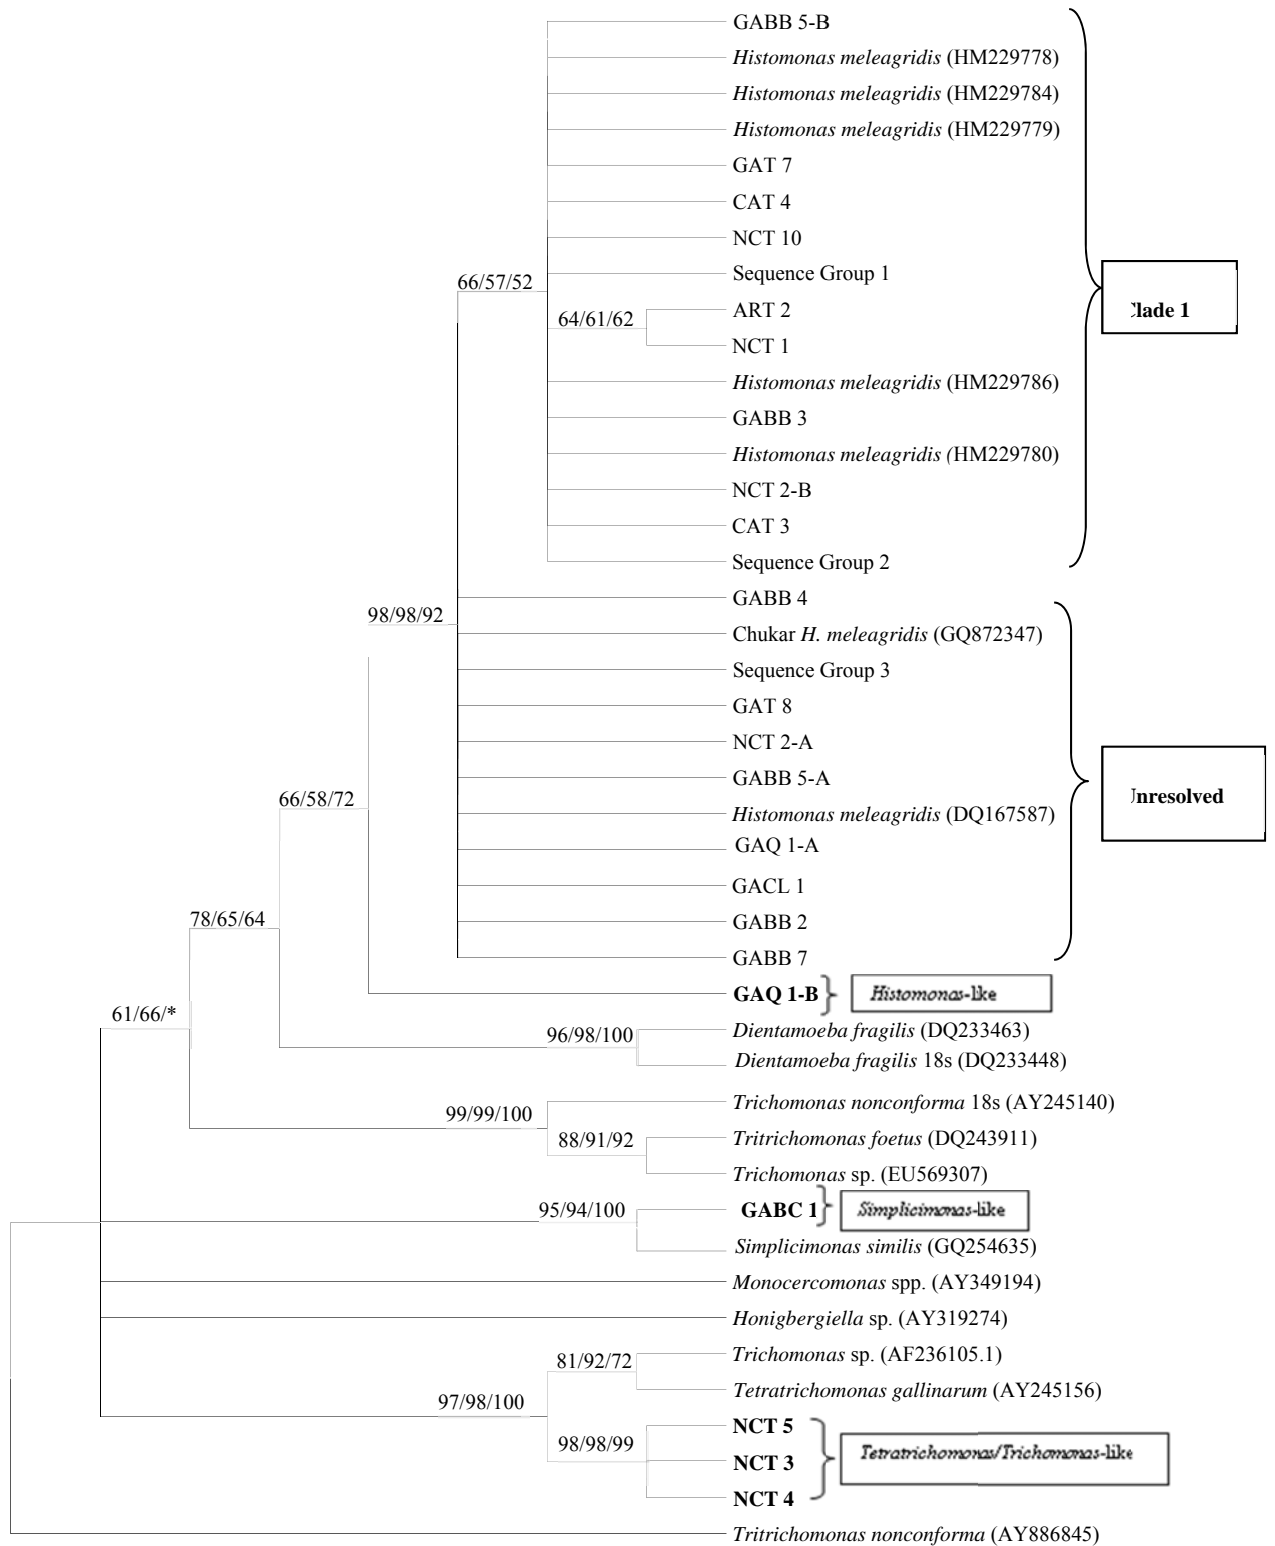 GABB 5-B
Histomonas meleagridis (HM229778)
Histomonas meleagridis (HM229784)
Histomonas meleagridis (HM229779)
GAT 7
CAT 4
NCT 10
Sequence Group 1
66/57/52
lade 1
ART 2
64/61/62
NCT 1
Histomonas meleagridis (HM229786)
GABB 3
Histomonas meleagridis (HM229780)
NCT 2-B
CAT 3
Sequence Group 2
GABB 4
98/98/92
Chukar H. meleagridis (GQ872347)
Sequence Group 3
GAT 8
NCT 2-A
GABB 5-A
66/58/72
nresolved
Histomonas meleagridis (DQ167587)
GAQ 1-A
GACL 1
78/65/64
GABB 2
GABB 7
GAQ 1-B
Histomonas-like
61/66/*
Dientamoeba fragilis (DQ233463)
96/98/100
Dientamoeba fragilis 18s (DQ233448)
Trichomonas nonconforma 18s (AY245140)
99/99/100
Tritrichomonas foetus (DQ243911)
88/91/92
Trichomonas sp. (EU569307)
95/94/100
GABC 1
Simplicimonas-like
Simplicimonas similis (GQ254635)
Monocercomonas spp. (AY349194)
Honigbergiella sp. (AY319274)
Trichomonas sp. (AF236105.1)
81/92/72
Tetratrichomonas gallinarum (AY245156)
97/98/100
NCT 5
98/98/99
Tetratrichomonas/Trichomonas-like
NCT 3
NCT 4
Tritrichomonas nonconforma (AY886845)